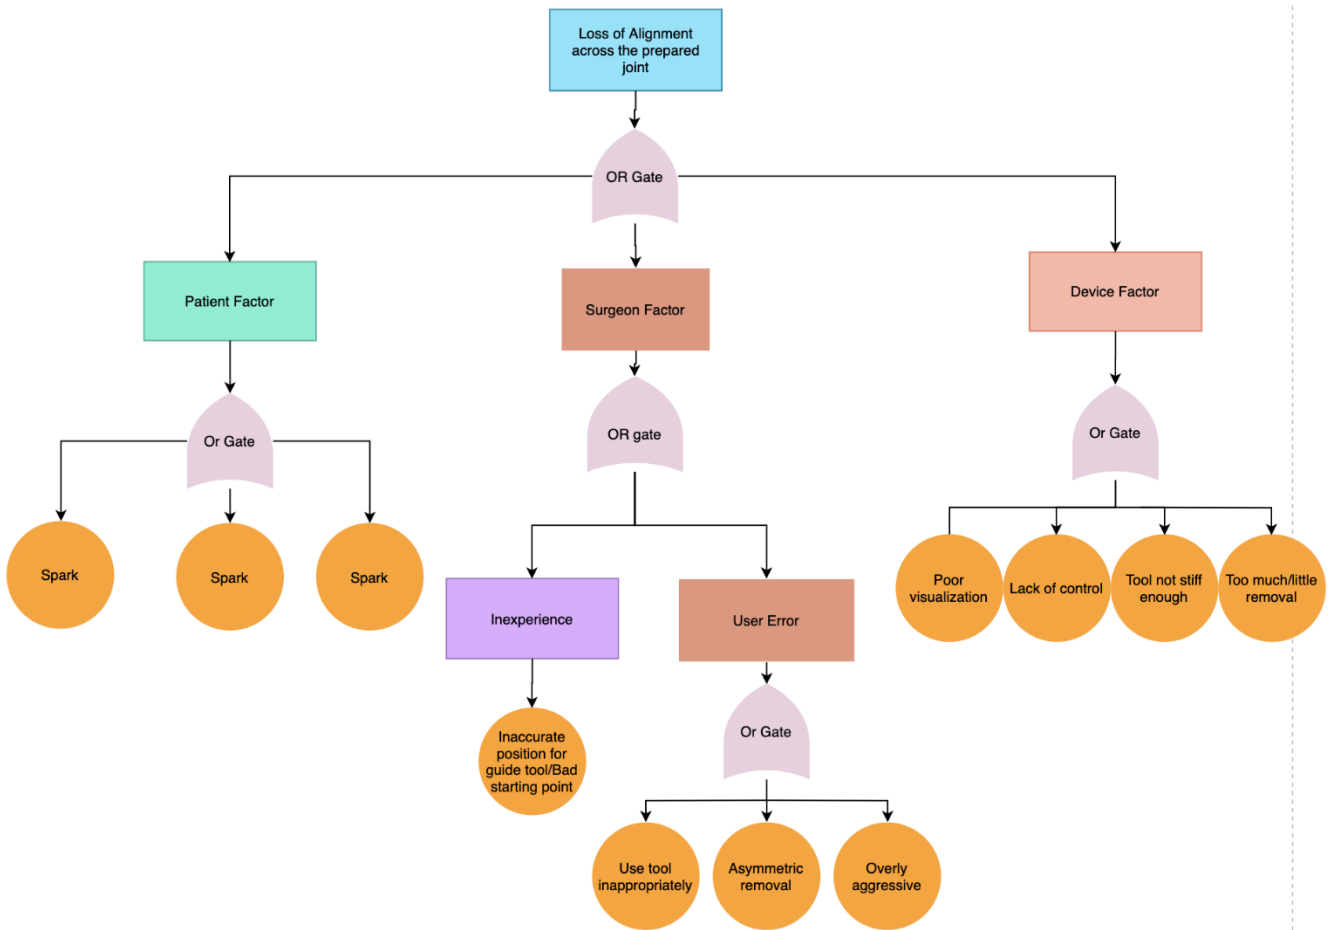 Loss of Alignment
across the prepared
joint
OR Gate
Patient Factor
Surgeon Factor
Device Factor
Or Gate
OR gate
Or Gate
Spark
Spark
Spark
Poor
visualization
Lack of control
Tool not stiff
enough
Too much/little
removal
Inexperience
User Error
Inaccurate
position for
guide tool/Bad
starting point
Or Gate
Use tool
inappropriately
Asymmetric
removal
Overly
aggressive